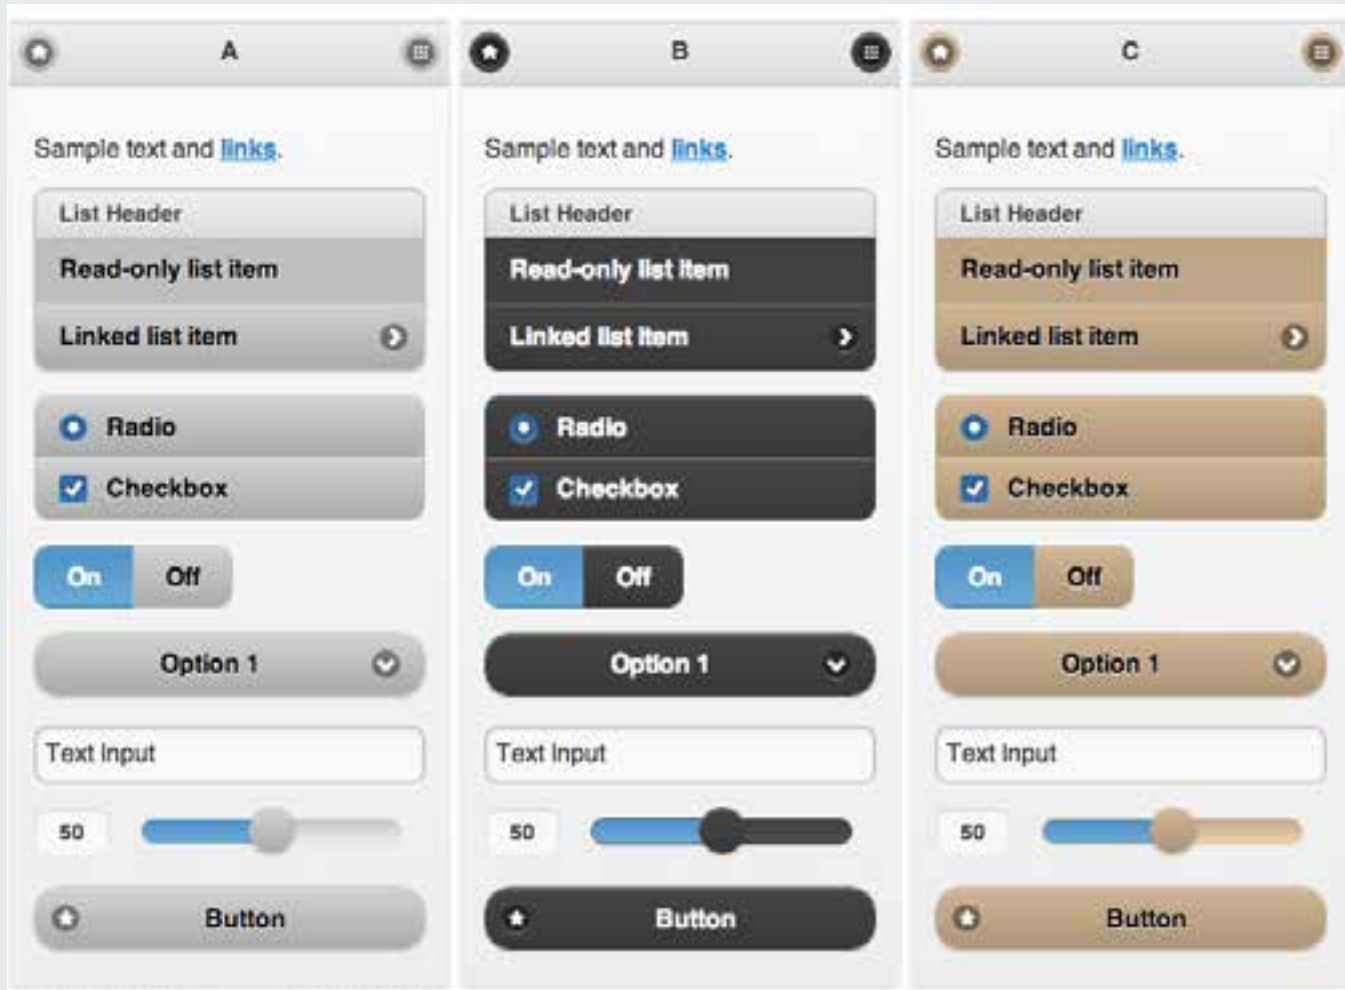 A
Sample text and links.
List Header
Read-only list item
Linked list item
Radio
Checkbox
On Off
Option 1
Text Input
50
Button
B
Sample text and links.
List Header
Read-only list item
Linked list item
Radio
Checkbox
On Off
Option 1
Text Input
50
Button
C
Sample text and links.
List Header
Read-only list item
Linked list item
Radio
Checkbox
On Off
Option 1
Text Input
50
Button